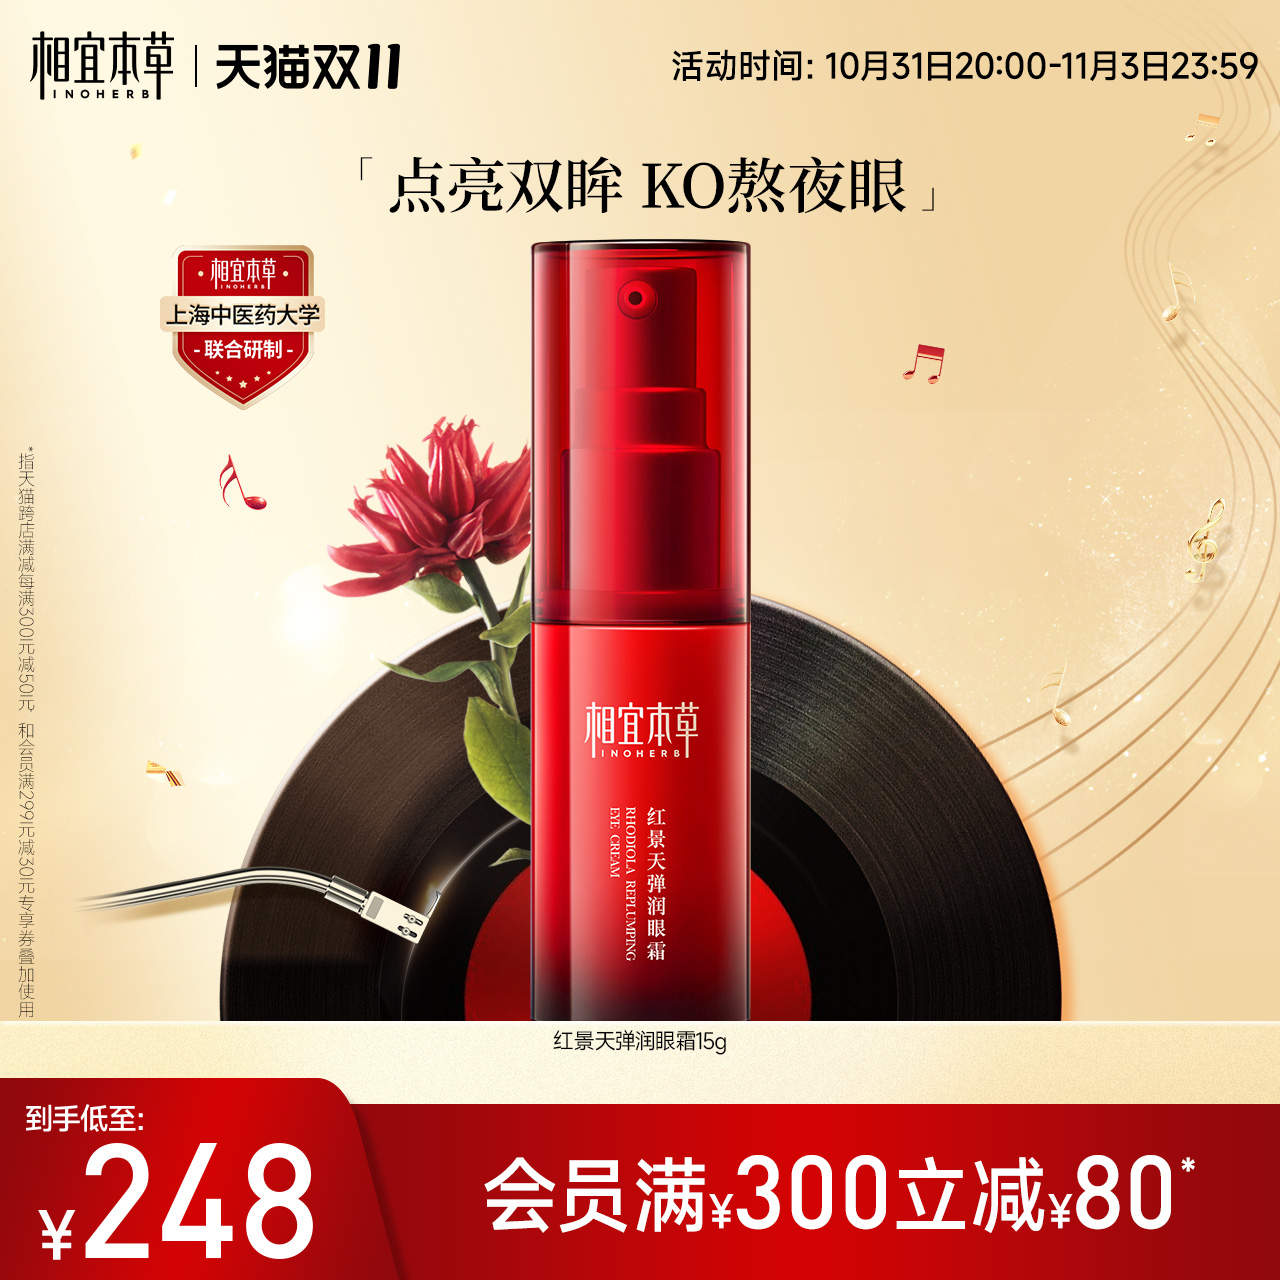 相宜本草
INOHERB
天猫双11
活动时间: 10月31日20:00-11月3日23:59
「点亮双眸 KO熬夜眼」
相宜本草
INOHERB
上海中医药大学
- 联合研制 -
*指天猫跨店满减每满300元减50元, 和会员满299元减30元专享券叠加使用
相宜本草
INOHERB
红景天弹润眼霜
RHODIOLA REPLUMPING
EYE CREAM
红景天弹润眼霜15g
到手低至:
¥248
会员满¥300立减¥80*